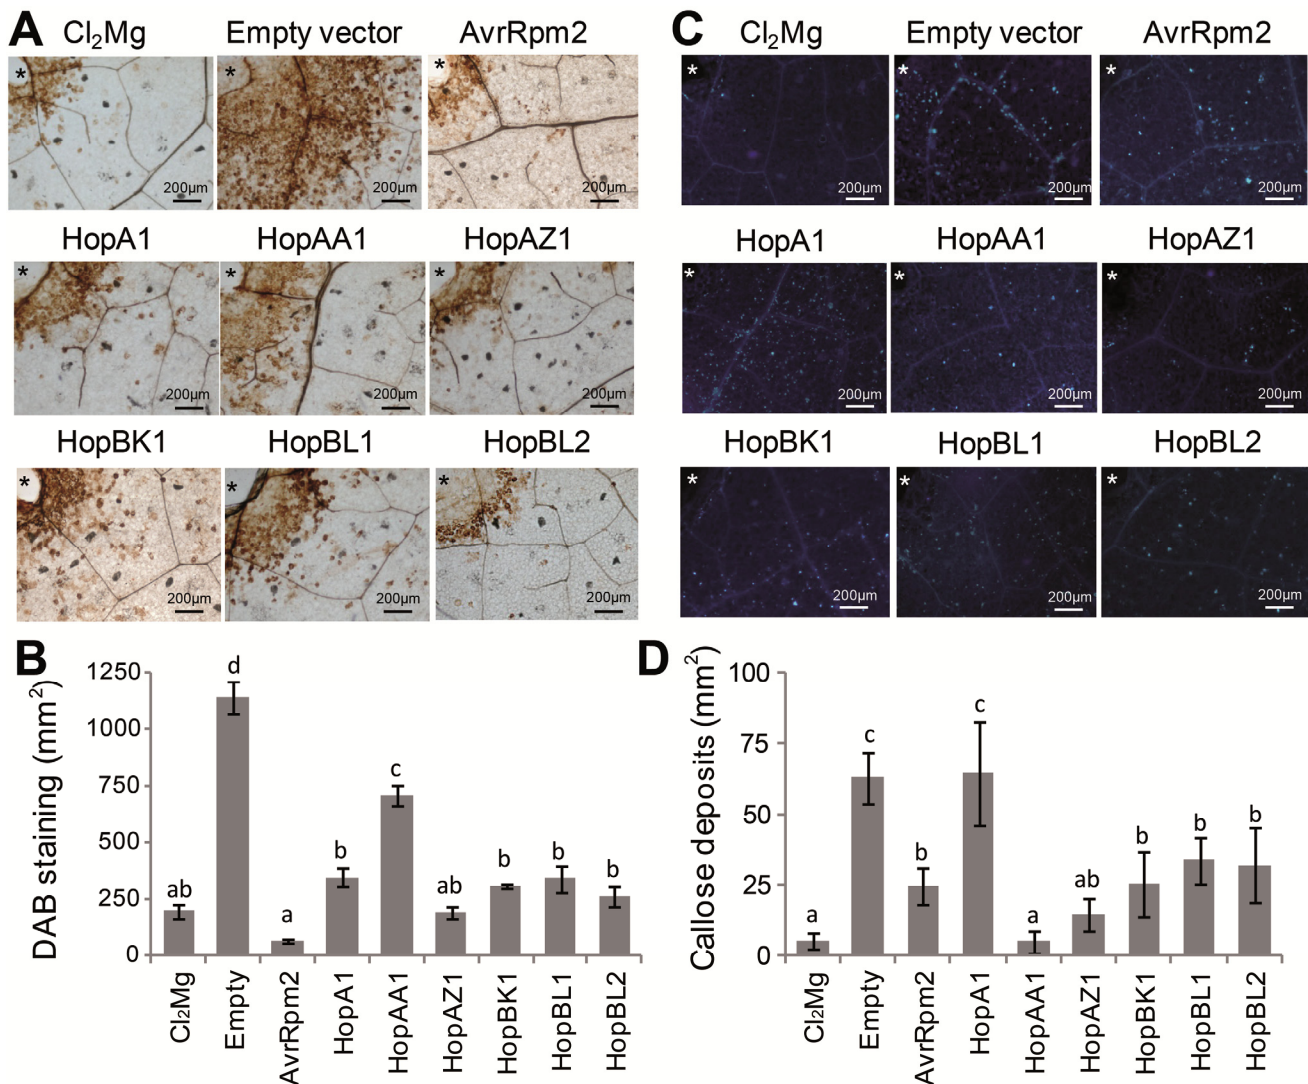 A
Cl₂Mg Empty vector AvrRpm2
* * *
200µm 200µm 200µm
HopA1 HopAA1 HopAZ1
* * *
200µm 200µm 200µm
HopBK1 HopBL1 HopBL2
* * *
200µm 200µm 200µm
C
Cl₂Mg Empty vector AvrRpm2
* * *
200µm 200µm 200µm
HopA1 HopAA1 HopAZ1
* * *
200µm 200µm 200µm
HopBK1 HopBL1 HopBL2
* * *
200µm 200µm 200µm
B
DAB staining (mm²)
1250
1000
750
500
250
0
ab d a b c ab b b b
Cl₂Mg
Empty
AvrRpm2
HopA1
HopAA1
HopAZ1
HopBK1
HopBL1
HopBL2
D
Callose deposits (mm²)
100
75
50
25
0
a c b c a ab b b b
Cl₂Mg
Empty
AvrRpm2
HopA1
HopAA1
HopAZ1
HopBK1
HopBL1
HopBL2